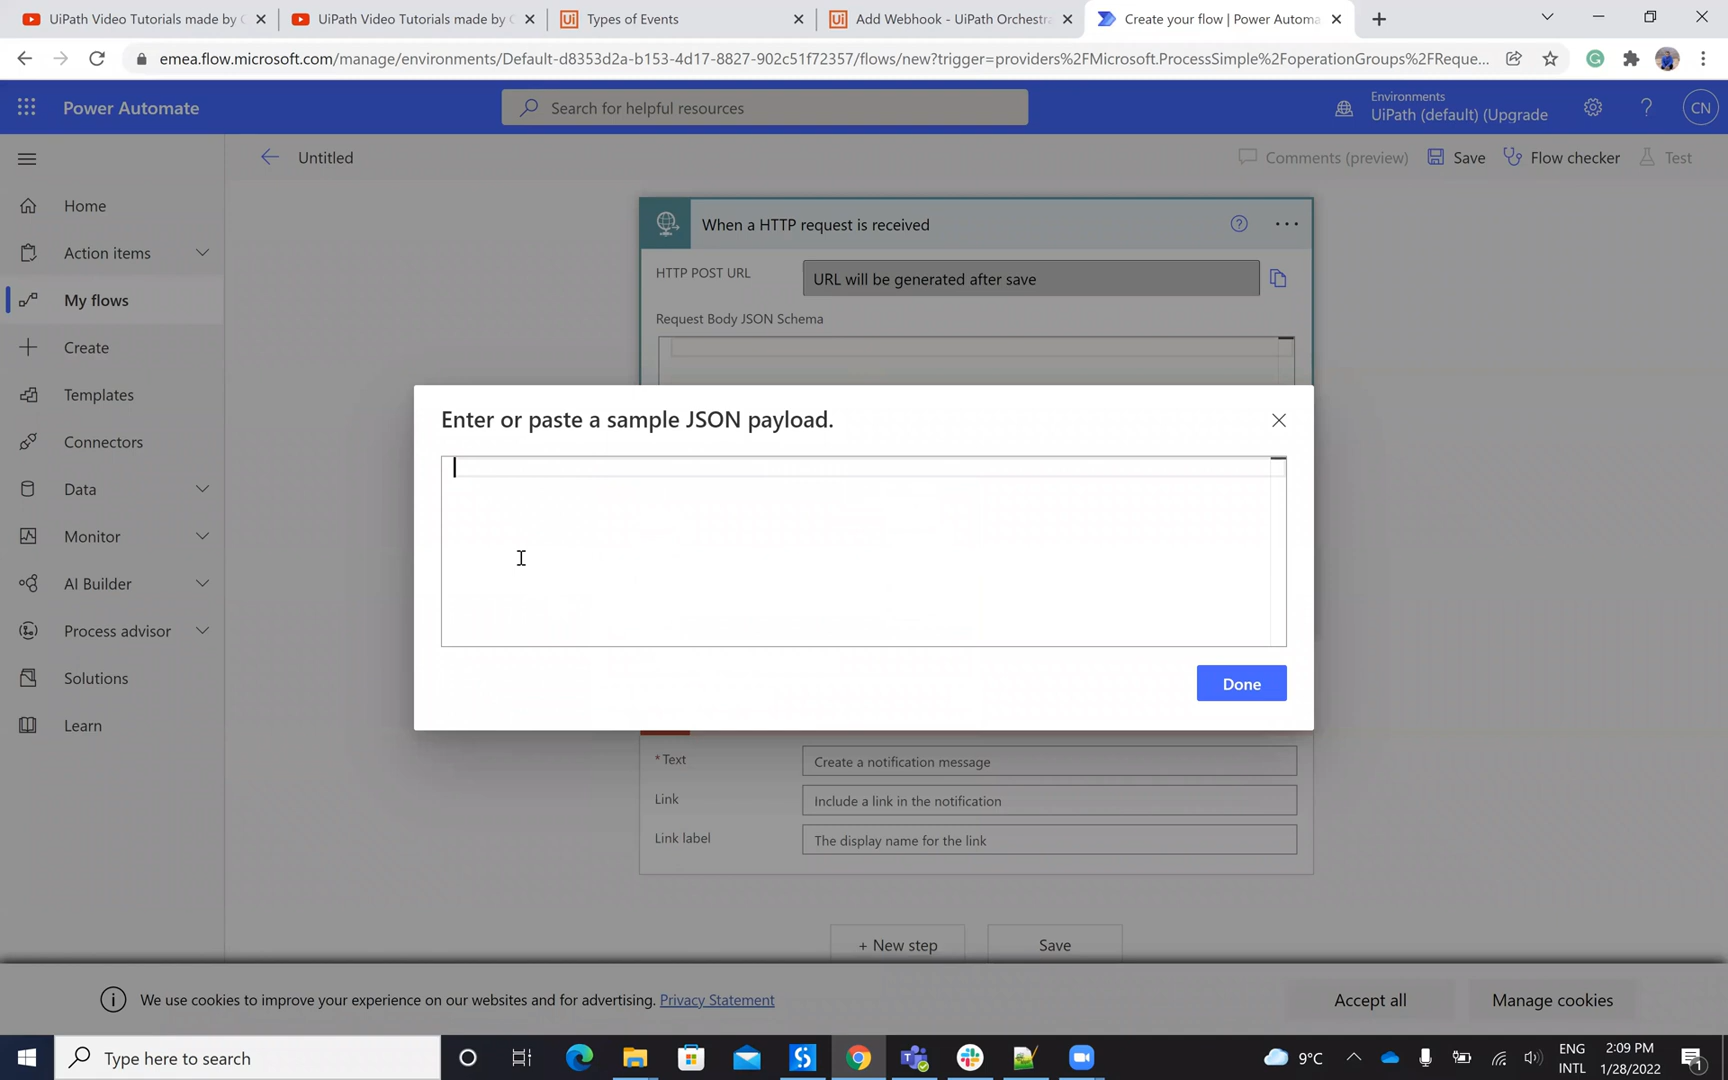 UiPath Video Tutorials made by
UiPath Video Tutorials made by
Types of Events
Add Webhook - UiPath Orchestra
Create your flow | Power Automa
emea.flow.microsoft.com/manage/environments/Default-d8353d2a-b153-4d17-8827-902c51f72357/flows/new?trigger=providers%2FMicrosoft.ProcessSimple%2FoperationGroups%2FReque...
Power Automate
Search for helpful resources
Environments
UiPath (default) (Upgrade
CN
Untitled
Comments (preview)
Save
Flow checker
Test
Home
Action items
My flows
Create
Templates
Connectors
Data
Monitor
AI Builder
Process advisor
Solutions
Learn
When a HTTP request is received
HTTP POST URL
URL will be generated after save
Request Body JSON Schema
Enter or paste a sample JSON payload.
Done
* Text
Create a notification message
Link
Include a link in the notification
Link label
The display name for the link
+ New step
Save
We use cookies to improve your experience on our websites and for advertising. Privacy Statement
Accept all
Manage cookies
Type here to search
9°C
ENG
INTL
2:09 PM
1/28/2022
1